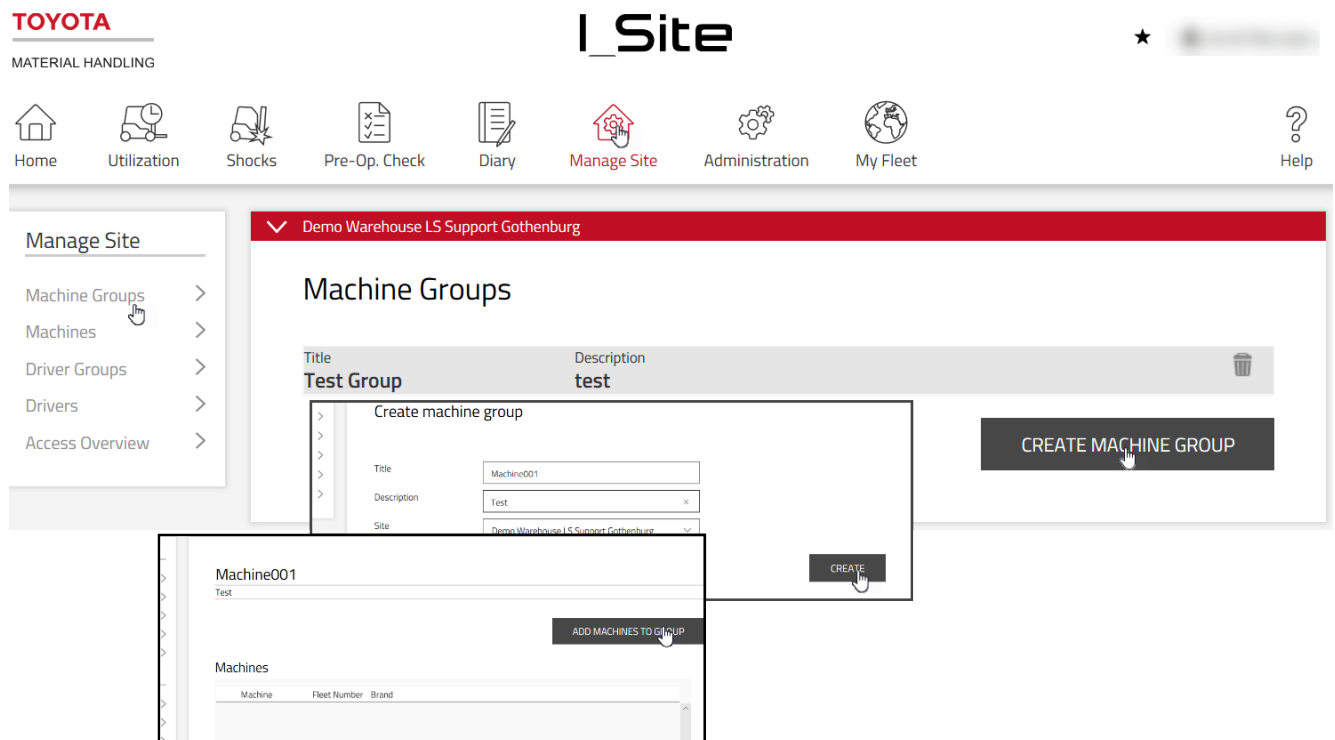 TOYOTA
MATERIAL HANDLING
I_Site
Home
Utilization
Shocks
Pre-Op. Check
Diary
Manage Site
Administration
My Fleet
Help
Manage Site
Machine Groups
Machines
Driver Groups
Drivers
Access Overview
Demo Warehouse LS Support Gothenburg
Machine Groups
Title Description
Test Group test
CREATE MACHINE GROUP
Create machine group
Title Machine001
Description Test
Site Demo Warehouse LS Support Gothenburg
CREATE
Machine001
Test
ADD MACHINES TO GROUP
Machines
Machine Fleet Number Brand